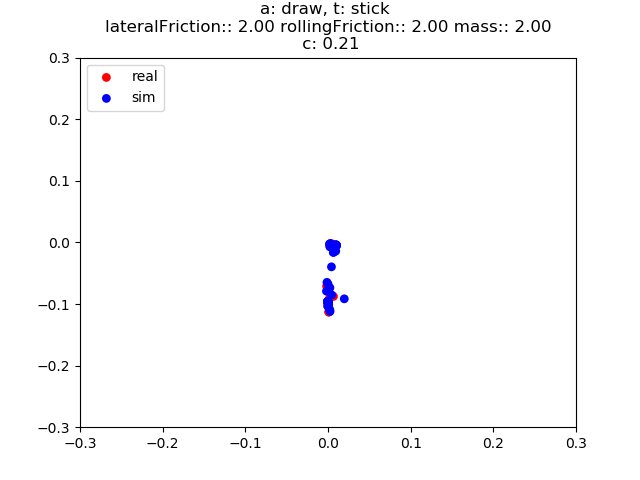 a: draw, t: stick
lateralFriction:: 2.00 rollingFriction:: 2.00 mass:: 2.00
c: 0.21
real
sim
0.3
0.2
0.1
0.0
−0.1
−0.2
−0.3
−0.3
−0.2
−0.1
0.0
0.1
0.2
0.3